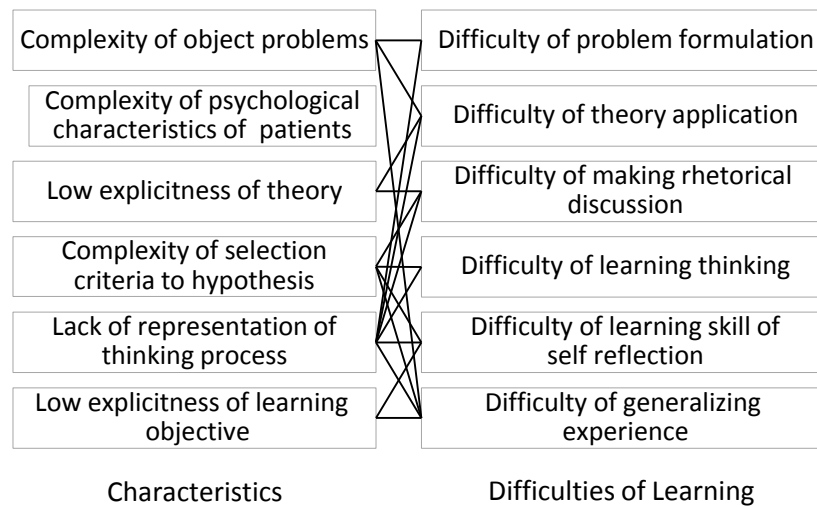 Complexity of object problems
Difficulty of problem formulation
Complexity of psychological
characteristics of patients
Difficulty of theory application
Low explicitness of theory
Difficulty of making rhetorical
discussion
Complexity of selection
criteria to hypothesis
Difficulty of learning thinking
Lack of representation of
thinking process
Difficulty of learning skill of
self reflection
Low explicitness of learning
objective
Difficulty of generalizing
experience
Characteristics
Difficulties of Learning